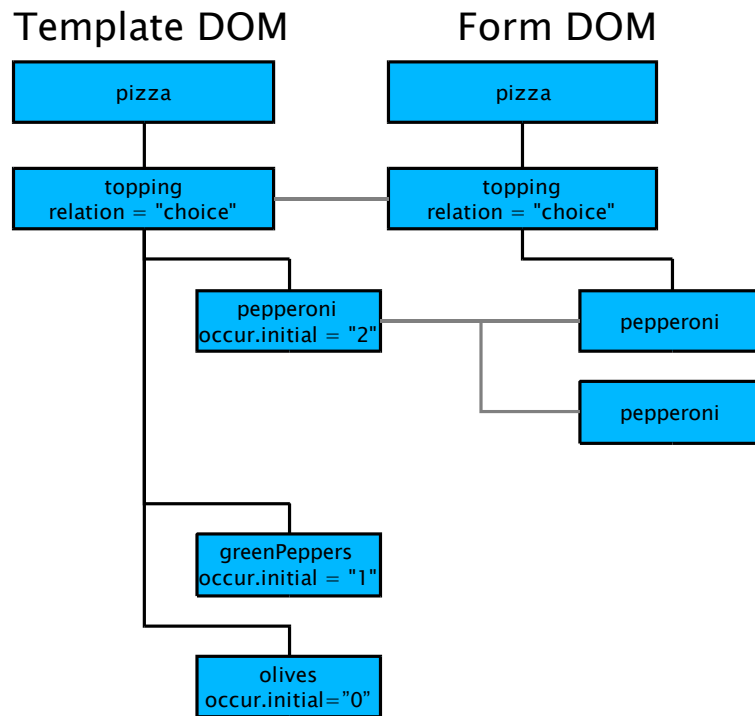 Template DOM
Form DOM
pizza
pizza
topping
relation = "choice"
topping
relation = "choice"
pepperoni
occur.initial = "2"
pepperoni
pepperoni
greenPeppers
occur.initial = "1"
olives
occur.initial=”0”